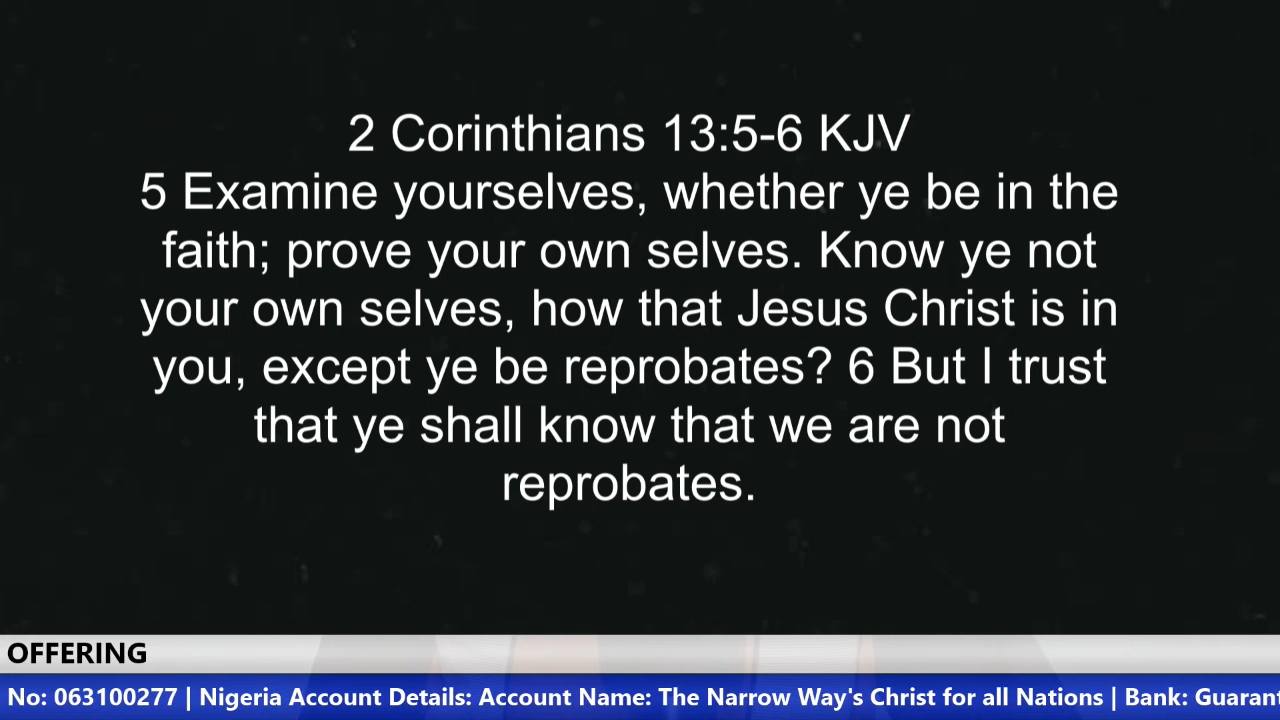 2 Corinthians 13:5-6 KJV
5 Examine yourselves, whether ye be in the
faith; prove your own selves. Know ye not
your own selves, how that Jesus Christ is in
you, except ye be reprobates? 6 But I trust
that ye shall know that we are not
reprobates.
OFFERING
No: 063100277 | Nigeria Account Details: Account Name: The Narrow Way's Christ for all Nations | Bank: Guaran